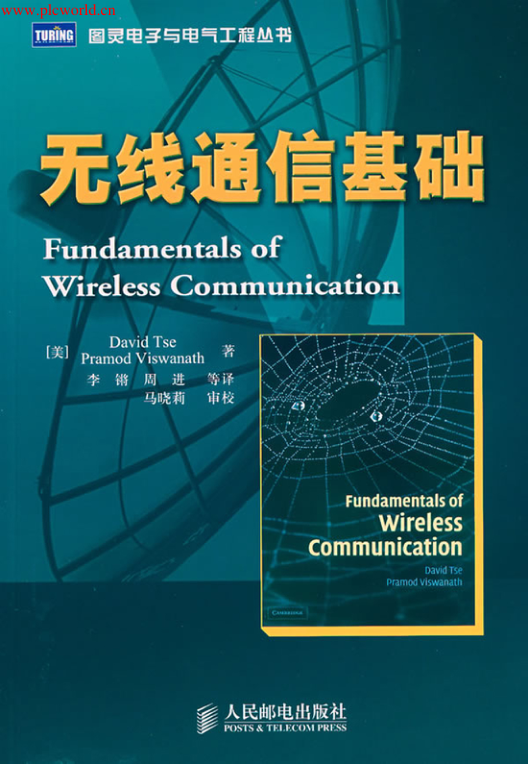 www.plcworld.cn
TURING 图灵电子与电气工程丛书
无线通信基础
Fundamentals of
Wireless Communication
[美] David Tse
Pramod Viswanath 著
李锵 周进 等译
马晓莉 审校
Fundamentals of
Wireless
Communication
David Tse
Pramod Viswanath
CAMBRIDGE
人民邮电出版社
POSTS & TELECOM PRESS